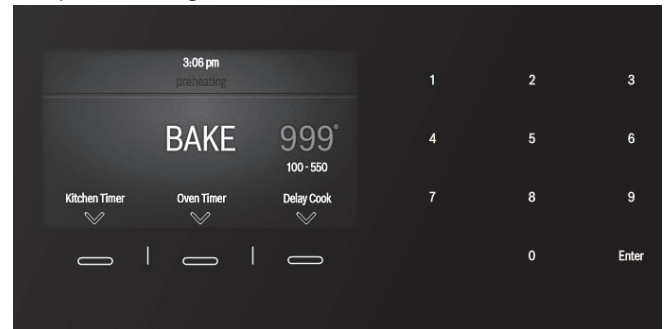 3:06 pm
preheating
BAKE 999°
100 - 550
Kitchen Timer Oven Timer Delay Cook
1 2 3
4 5 6
7 8 9
0 Enter